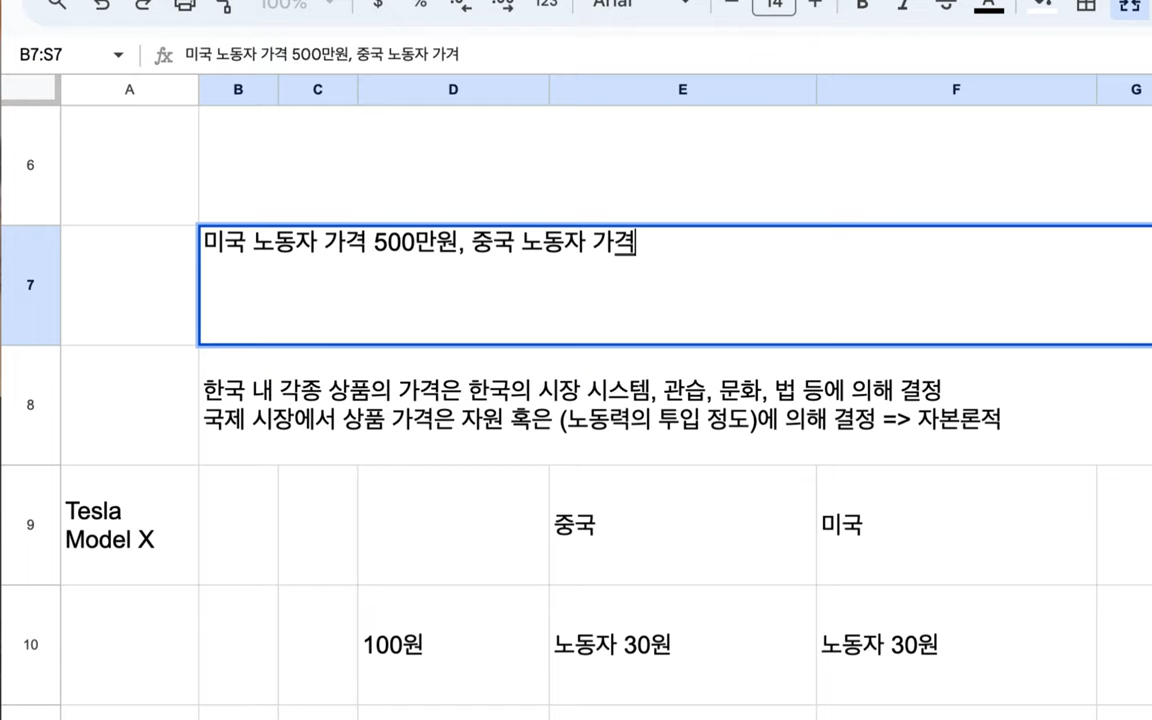 100%
$
%
123
Arial
14
B
I
A
B7:S7
fx 미국 노동자 가격 500만원, 중국 노동자 가겨
A B C D E F G
6
7 미국 노동자 가격 500만원, 중국 노동자 가격
8 한국 내 각종 상품의 가격은 한국의 시장 시스템, 관습, 문화, 법 등에 의해 결정
국제 시장에서 상품 가격은 자원 혹은 (노동력의 투입 정도)에 의해 결정 => 자본론적
9 Tesla Model X 중국 미국
10 100원 노동자 30원 노동자 30원